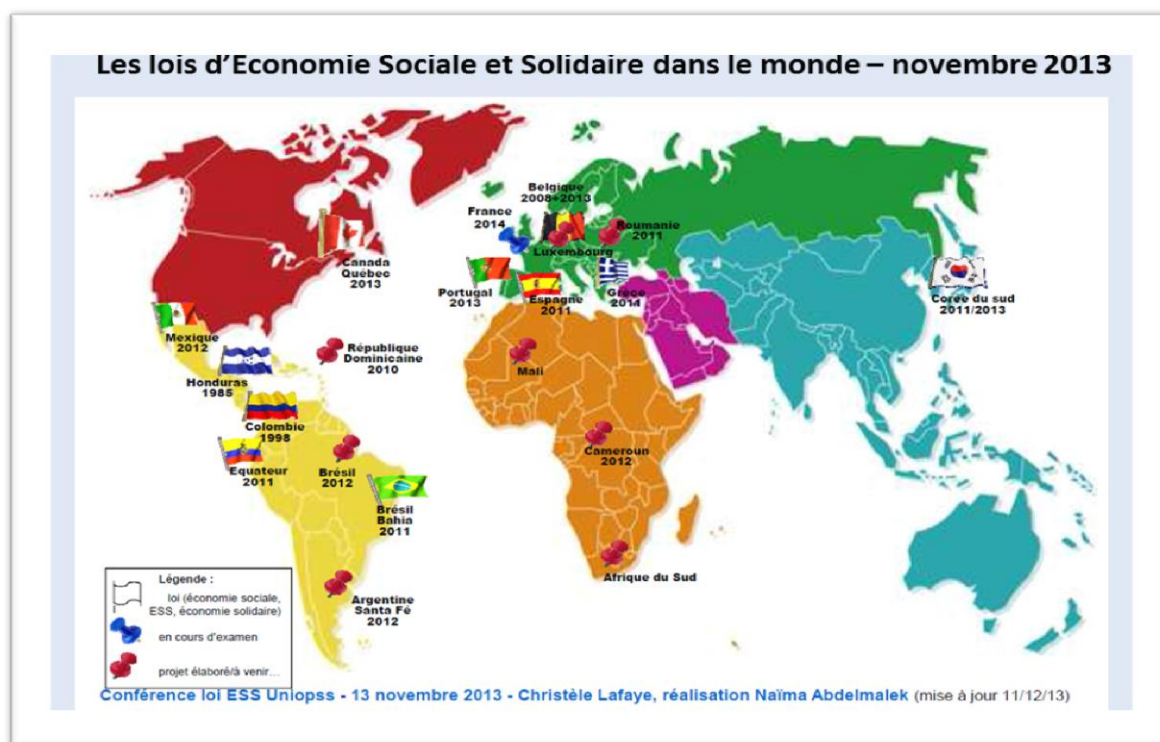 Les lois d’Economie Sociale et Solidaire dans le monde – novembre 2013
Belgique
2008+2013
France
2014
Roumanie
2011
Luxembourg
Canada
Québec
2013
Portugal
2013
Espagne
2011
Grèce
2014
Corée du sud
2011/2013
Mexique
2012
République
Dominicaine
2010
Mali
Honduras
1985
Colombie
1998
Cameroun
2012
Equateur
2011
Brésil
2012
Brésil
Bahia
2011
Afrique du Sud
Argentine
Santa Fé
2012
Légende :
loi (économie sociale,
ESS, économie solidaire)
en cours d'examen
projet élaboré/à venir...
Conférence loi ESS Uniopss - 13 novembre 2013 - Christèle Lafaye, réalisation Naïma Abdelmalek (mise à jour 11/12/13)